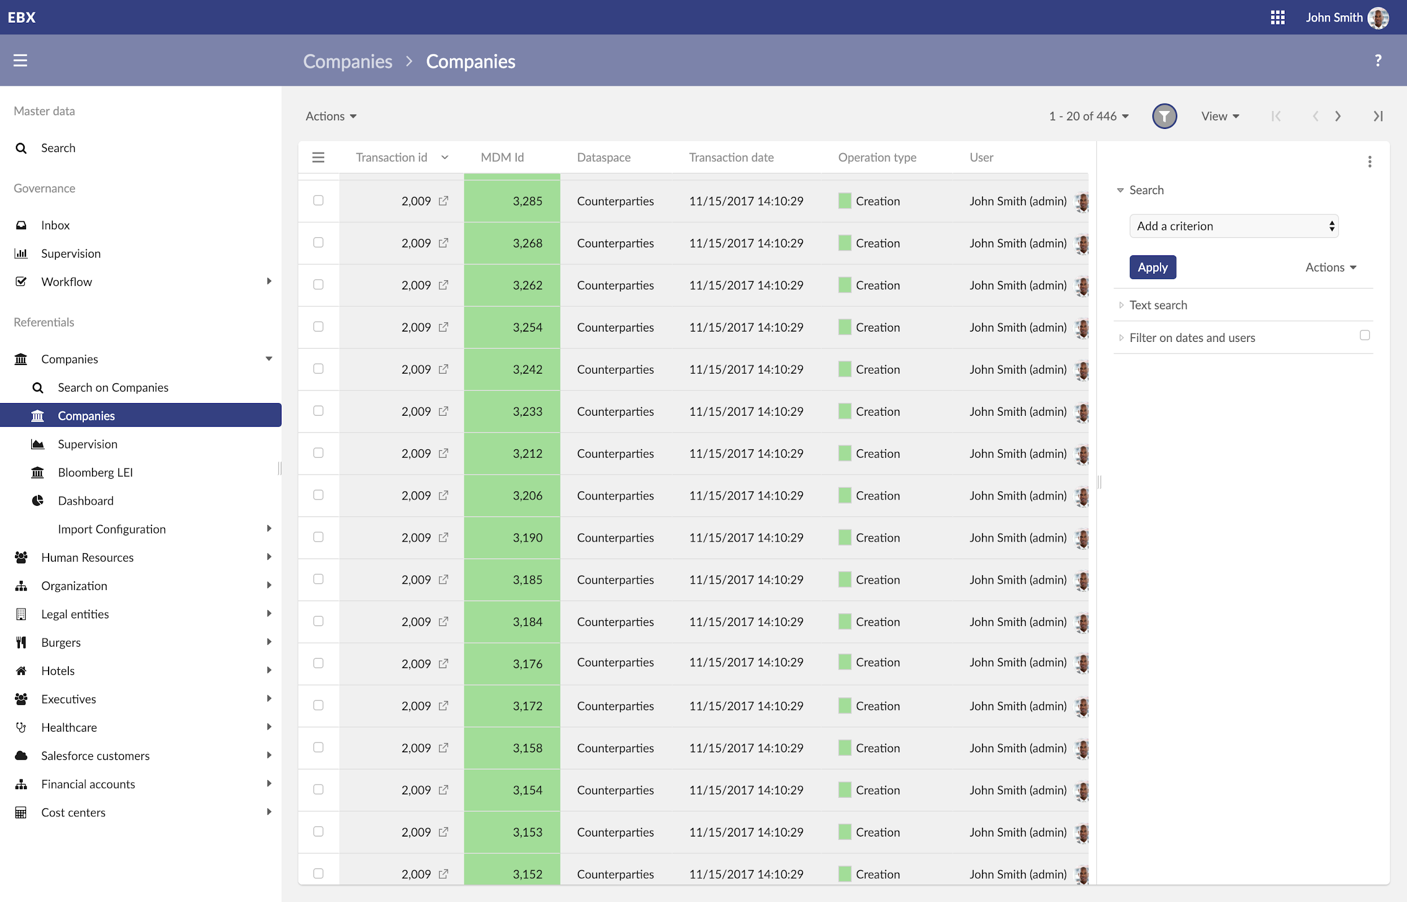 EBX
John Smith
Companies > Companies
?
Master data
Search
Governance
Inbox
Supervision
Workflow
Referentials
Companies
Search on Companies
Companies
Supervision
Bloomberg LEI
Dashboard
Import Configuration
Human Resources
Organization
Legal entities
Burgers
Hotels
Executives
Healthcare
Salesforce customers
Financial accounts
Cost centers
Actions
1 - 20 of 446
View
Transaction id MDM Id Dataspace Transaction date Operation type User
2,009 3,285 Counterparties 11/15/2017 14:10:29 Creation John Smith (admin)
2,009 3,268 Counterparties 11/15/2017 14:10:29 Creation John Smith (admin)
2,009 3,262 Counterparties 11/15/2017 14:10:29 Creation John Smith (admin)
2,009 3,254 Counterparties 11/15/2017 14:10:29 Creation John Smith (admin)
2,009 3,242 Counterparties 11/15/2017 14:10:29 Creation John Smith (admin)
2,009 3,233 Counterparties 11/15/2017 14:10:29 Creation John Smith (admin)
2,009 3,212 Counterparties 11/15/2017 14:10:29 Creation John Smith (admin)
2,009 3,206 Counterparties 11/15/2017 14:10:29 Creation John Smith (admin)
2,009 3,190 Counterparties 11/15/2017 14:10:29 Creation John Smith (admin)
2,009 3,185 Counterparties 11/15/2017 14:10:29 Creation John Smith (admin)
2,009 3,184 Counterparties 11/15/2017 14:10:29 Creation John Smith (admin)
2,009 3,176 Counterparties 11/15/2017 14:10:29 Creation John Smith (admin)
2,009 3,172 Counterparties 11/15/2017 14:10:29 Creation John Smith (admin)
2,009 3,158 Counterparties 11/15/2017 14:10:29 Creation John Smith (admin)
2,009 3,154 Counterparties 11/15/2017 14:10:29 Creation John Smith (admin)
2,009 3,153 Counterparties 11/15/2017 14:10:29 Creation John Smith (admin)
2,009 3,152 Counterparties 11/15/2017 14:10:29 Creation John Smith (admin)
Search
Add a criterion
Apply
Actions
Text search
Filter on dates and users